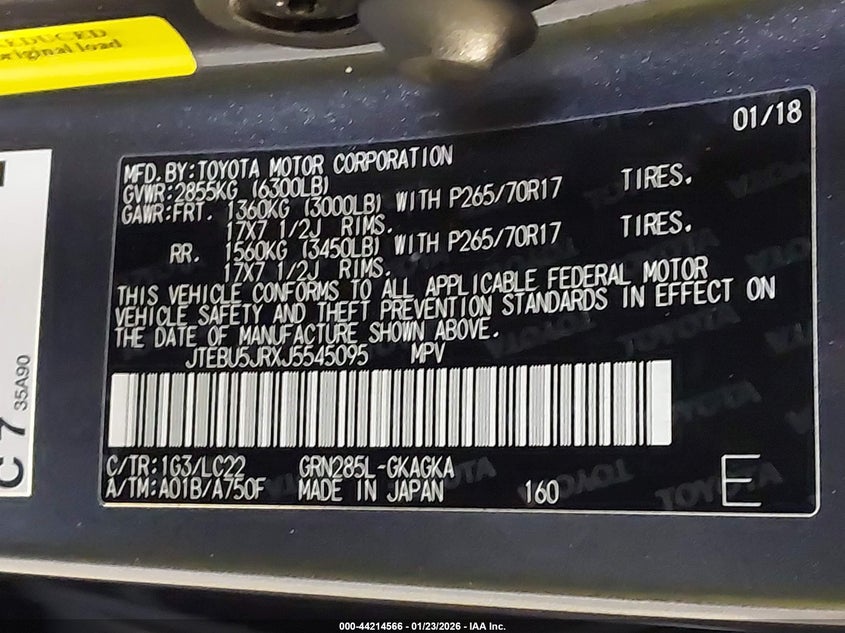 REDUCED
original load
01/18
MFD.BY:TOYOTA MOTOR CORPORATION
GVWR:2855KG (6300LB)
GAWR:FRT. 1360KG (3000LB) WITH P265/70R17 TIRES.
17X7 1/2J RIMS.
RR. 1560KG (3450LB) WITH P265/70R17 TIRES.
17X7 1/2J RIMS.
THIS VEHICLE CONFORMS TO ALL APPLICABLE FEDERAL MOTOR
VEHICLE SAFETY AND THEFT PREVENTION STANDARDS IN EFFECT ON
THE DATE OF MANUFACTURE SHOWN ABOVE.
JTEBU5JRXJ5545095 MPV
C/TR:1G3/LC22 GRN285L-GKAGKA
A/TM:A01B/A750F MADE IN JAPAN 160 E
C7
35A90
TOYOTA
000-44214566 - 01/23/2026 - IAA Inc.